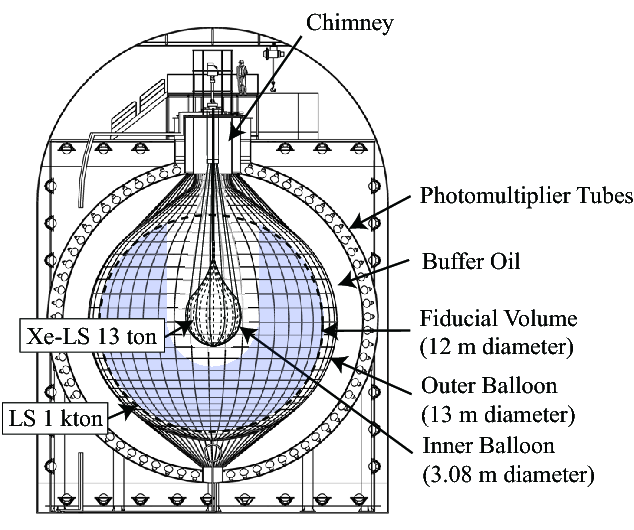 Chimney
Photomultiplier Tubes
Buffer Oil
Fiducial Volume
(12 m diameter)
Outer Balloon
(13 m diameter)
Inner Balloon
(3.08 m diameter)
Xe-LS 13 ton
LS 1 kton